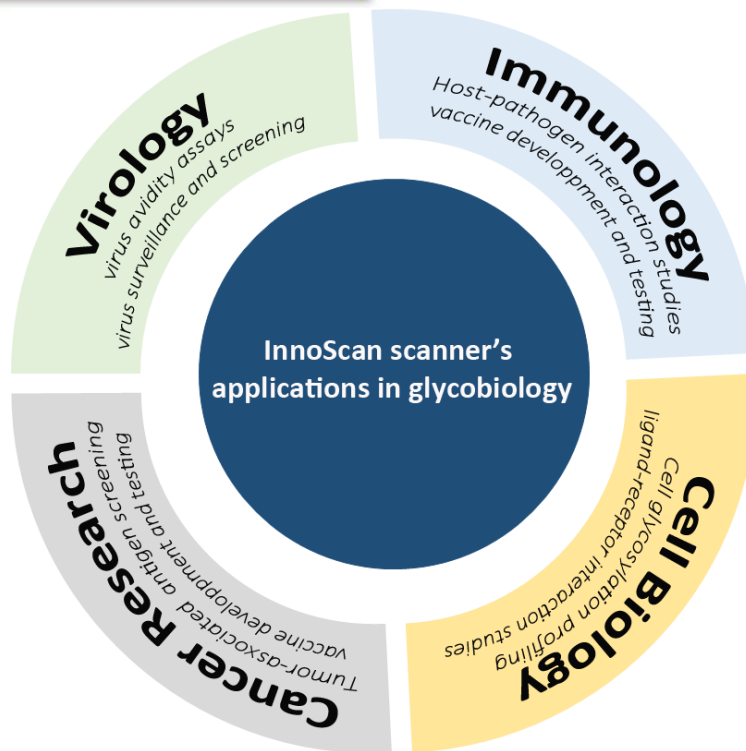 Virology
virus avidity assays
virus surveillance and screening
Immunology
Host-pathogen interaction studies
vaccine developpment and testing
InnoScan scanner's
applications in glycobiology
Cell Biology
Cell glycosylation profiling
ligand-receptor interaction studies
Cancer Research
Tumor-asxociated antigen screening
vaccine developpment and testing